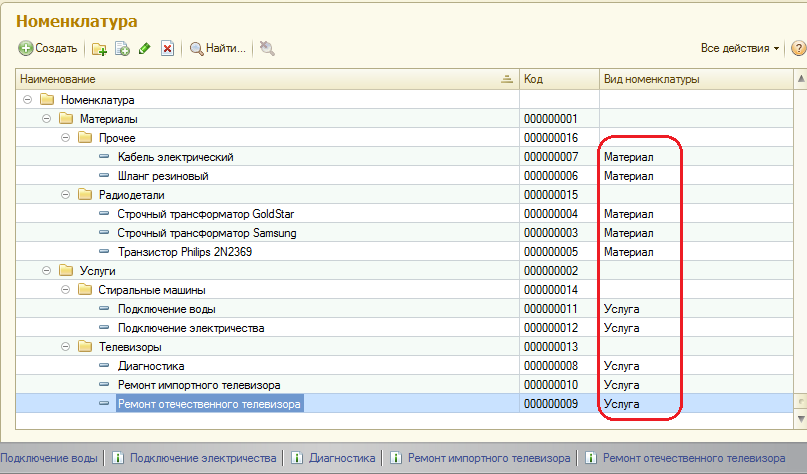 Номенклатура
Создать Найти... Все действия ?
Наименование Код Вид номенклатуры
Номенклатура
Материалы 000000001
Прочее 000000016
Кабель электрический 000000007 Материал
Шланг резиновый 000000006 Материал
Радиодетали 000000015
Строчный трансформатор GoldStar 000000004 Материал
Строчный трансформатор Samsung 000000003 Материал
Транзистор Philips 2N2369 000000005 Материал
Услуги 000000002
Стиральные машины 000000014
Подключение воды 000000011 Услуга
Подключение электричества 000000012 Услуга
Телевизоры 000000013
Диагностика 000000008 Услуга
Ремонт импортного телевизора 000000010 Услуга
Ремонт отечественного телевизора 000000009 Услуга
Подключение воды Подключение электричества Диагностика Ремонт импортного телевизора Ремонт отечественного телевизора